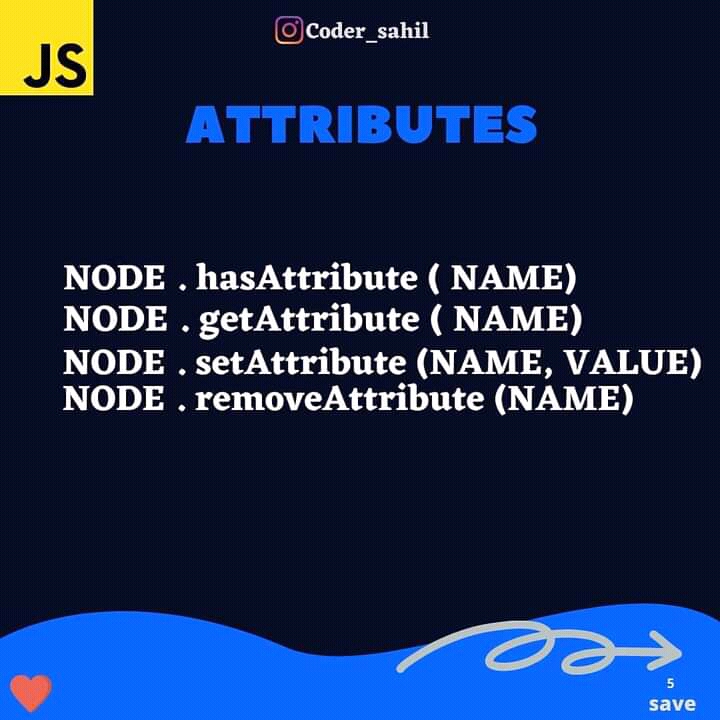 Coder_sahil
JS
ATTRIBUTES
NODE . hasAttribute ( NAME)
NODE . getAttribute ( NAME)
NODE . setAttribute (NAME, VALUE)
NODE . removeAttribute (NAME)
5
save